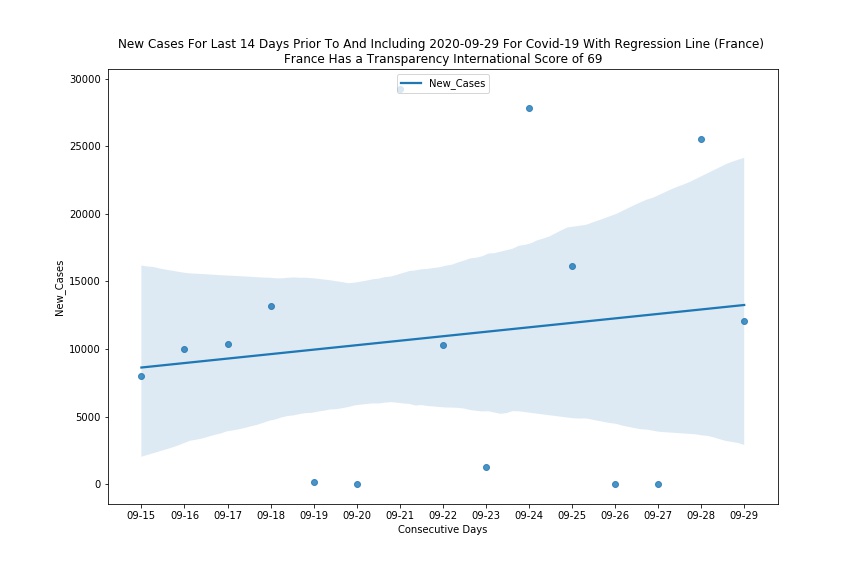 New Cases For Last 14 Days Prior To And Including 2020-09-29 For Covid-19 With Regression Line (France)
France Has a Transparency International Score of 69
New_Cases
30000
25000
20000
15000
10000
5000
0
New_Cases
09-15 09-16 09-17 09-18 09-19 09-20 09-21 09-22 09-23 09-24 09-25 09-26 09-27 09-28 09-29
Consecutive Days